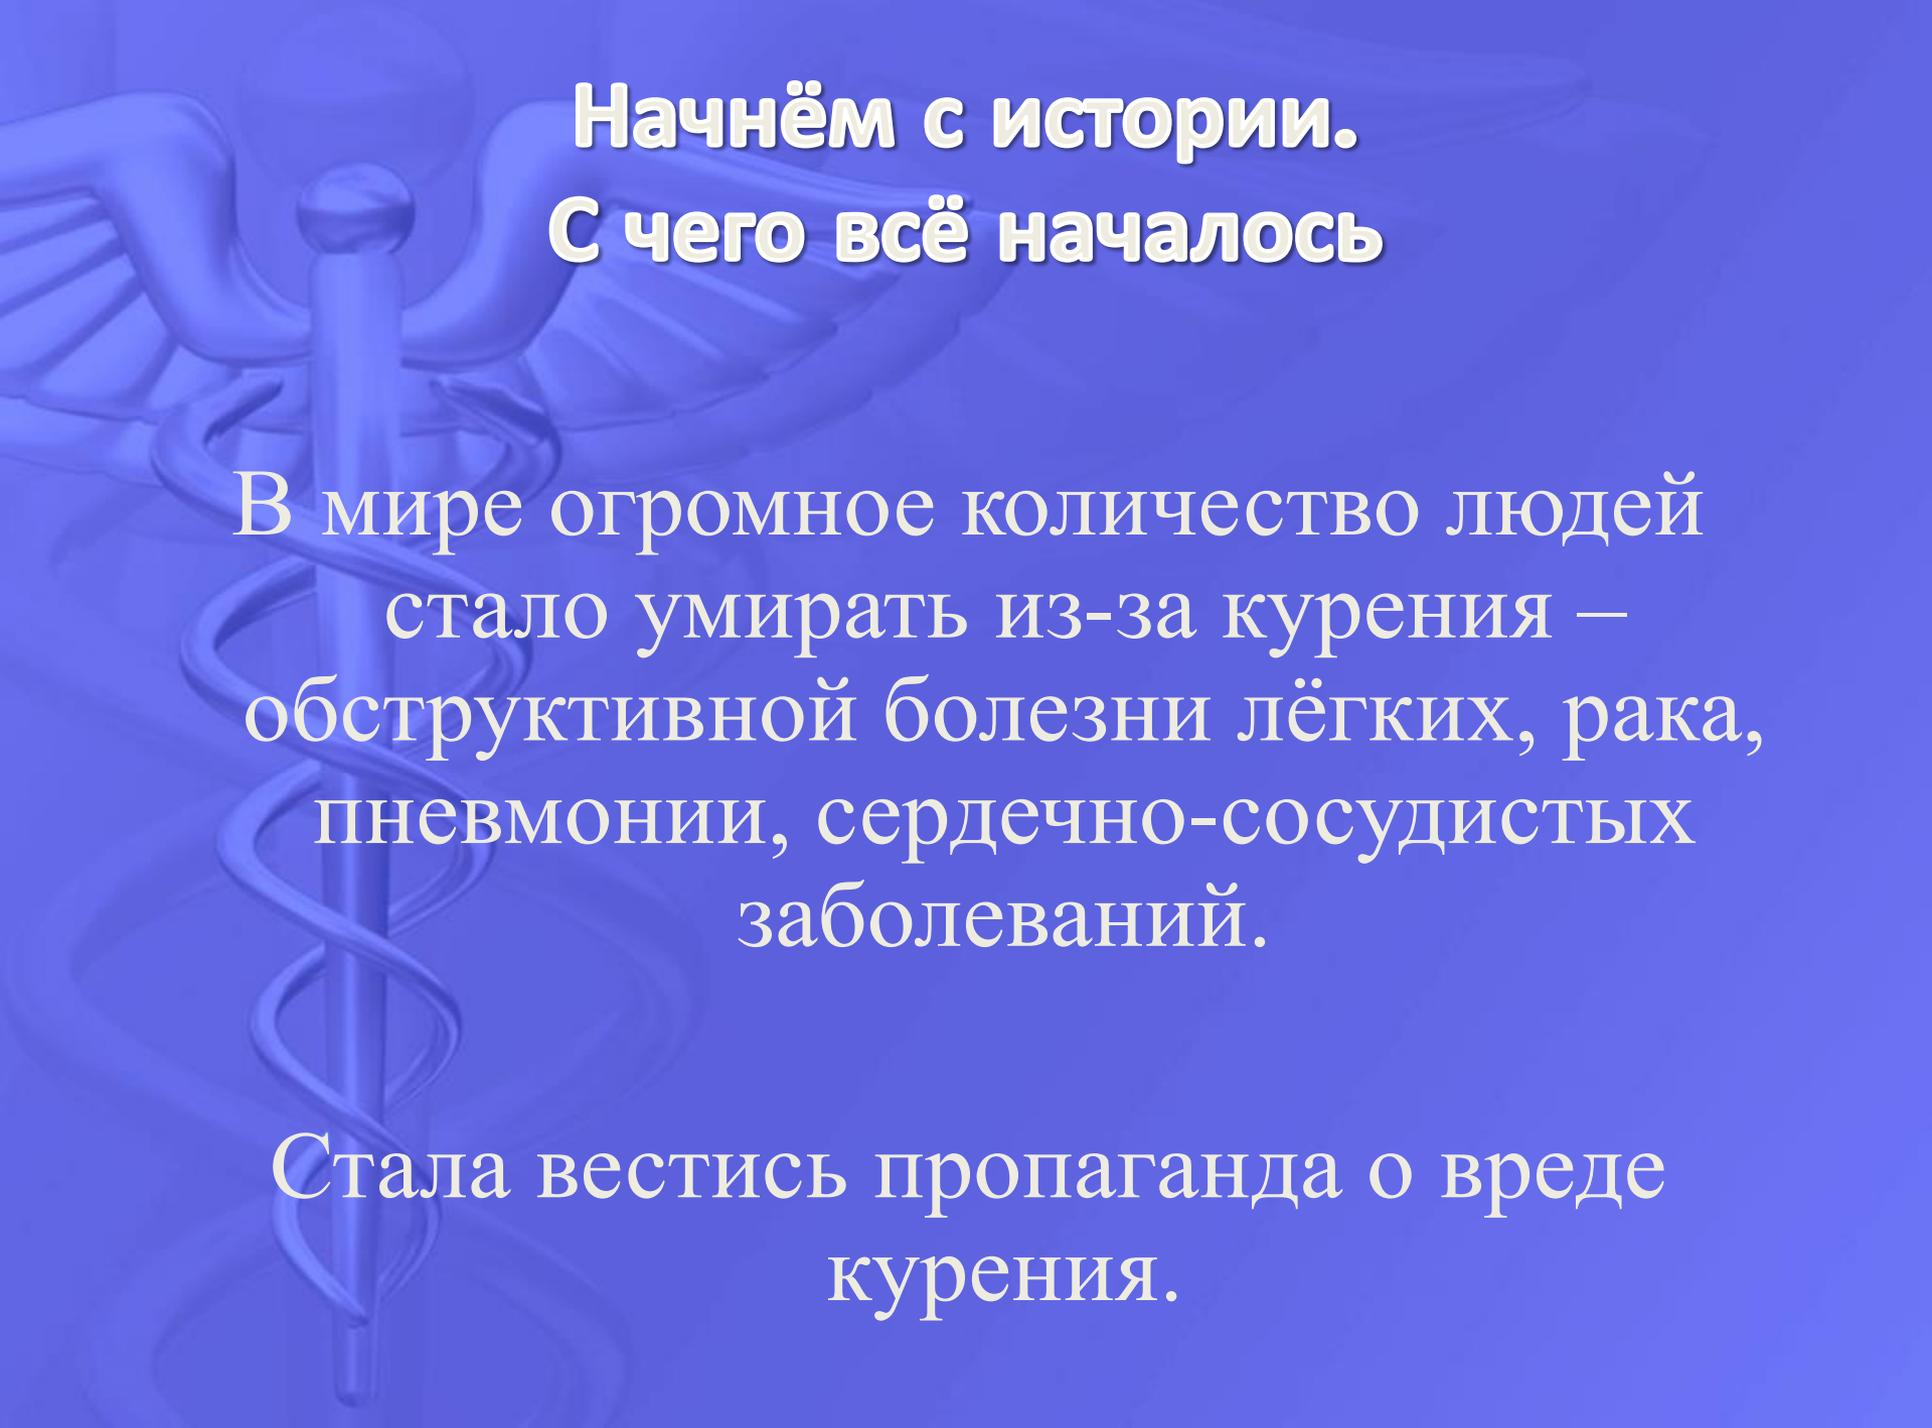 Начнём с истории.
С чего всё началось
В мире огромное количество людей
стало умирать из-за курения –
обструктивной болезни лёгких, рака,
пневмонии, сердечно-сосудистых
заболеваний.
Стала вестись пропаганда о вреде
курения.